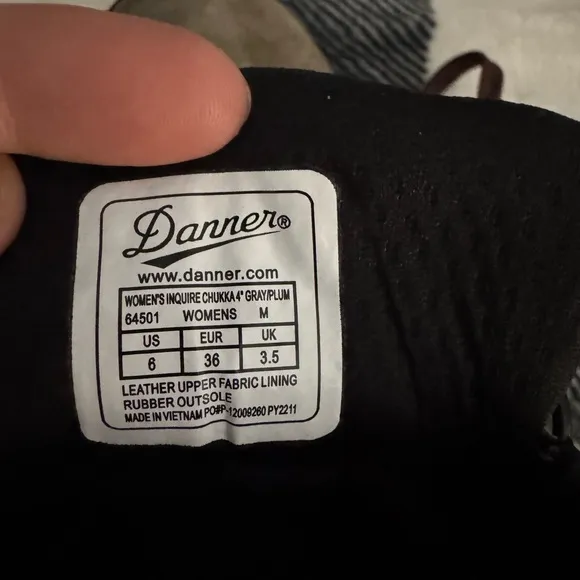 Danner®
www.danner.com
WOMEN'S INQUIRE CHUKKA 4" GRAY/PLUM
64501 WOMENS M
US EUR UK
6 36 3.5
LEATHER UPPER FABRIC LINING
RUBBER OUTSOLE
MADE IN VIETNAM PO#P-12009260 PY2211